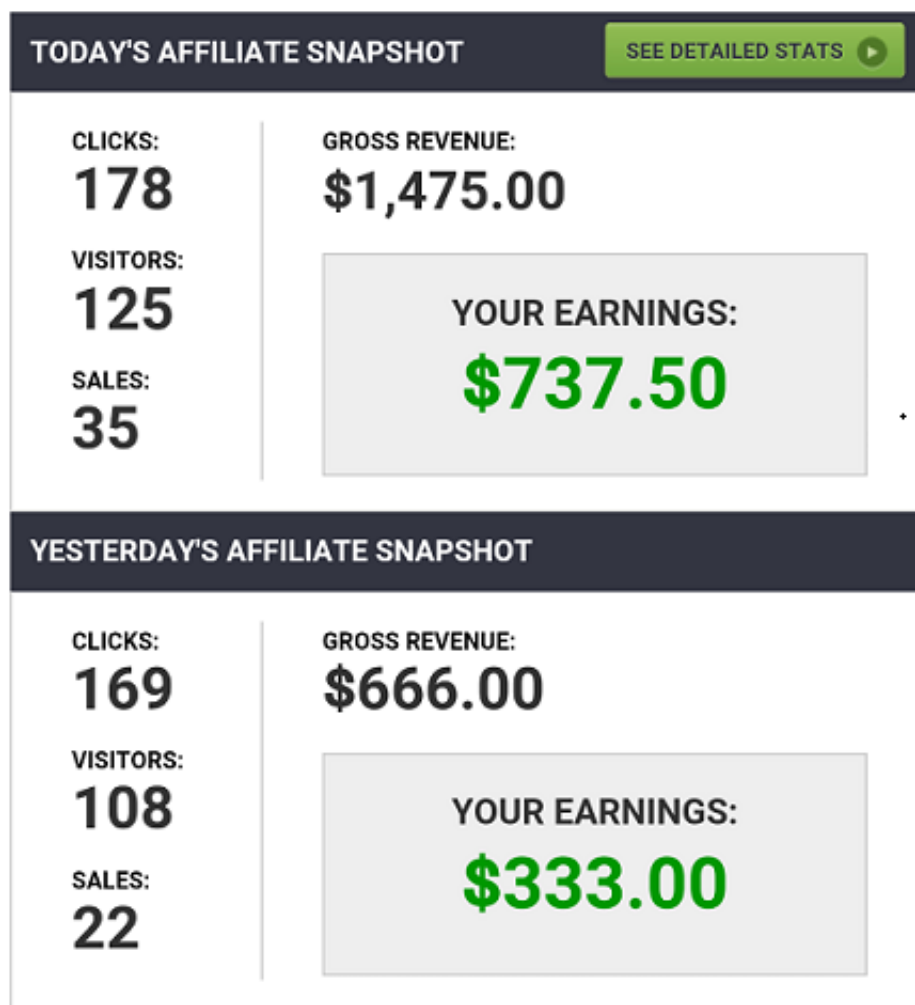 TODAY'S AFFILIATE SNAPSHOT
SEE DETAILED STATS
CLICKS:
178
VISITORS:
125
SALES:
35
GROSS REVENUE:
$1,475.00
YOUR EARNINGS:
$737.50
YESTERDAY'S AFFILIATE SNAPSHOT
CLICKS:
169
VISITORS:
108
SALES:
22
GROSS REVENUE:
$666.00
YOUR EARNINGS:
$333.00